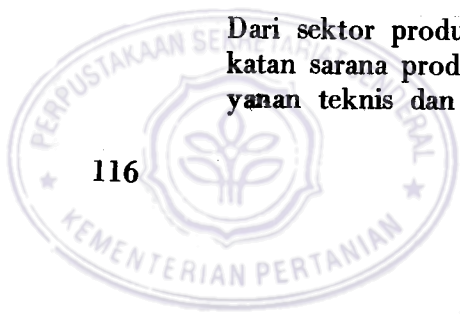 Dari sektor produ
katan sarana prod
yanan teknis dan
116
PERPUSTAKAAN SEKRETARIAT JENDERAL
KEMENTERIAN PERTANIAN